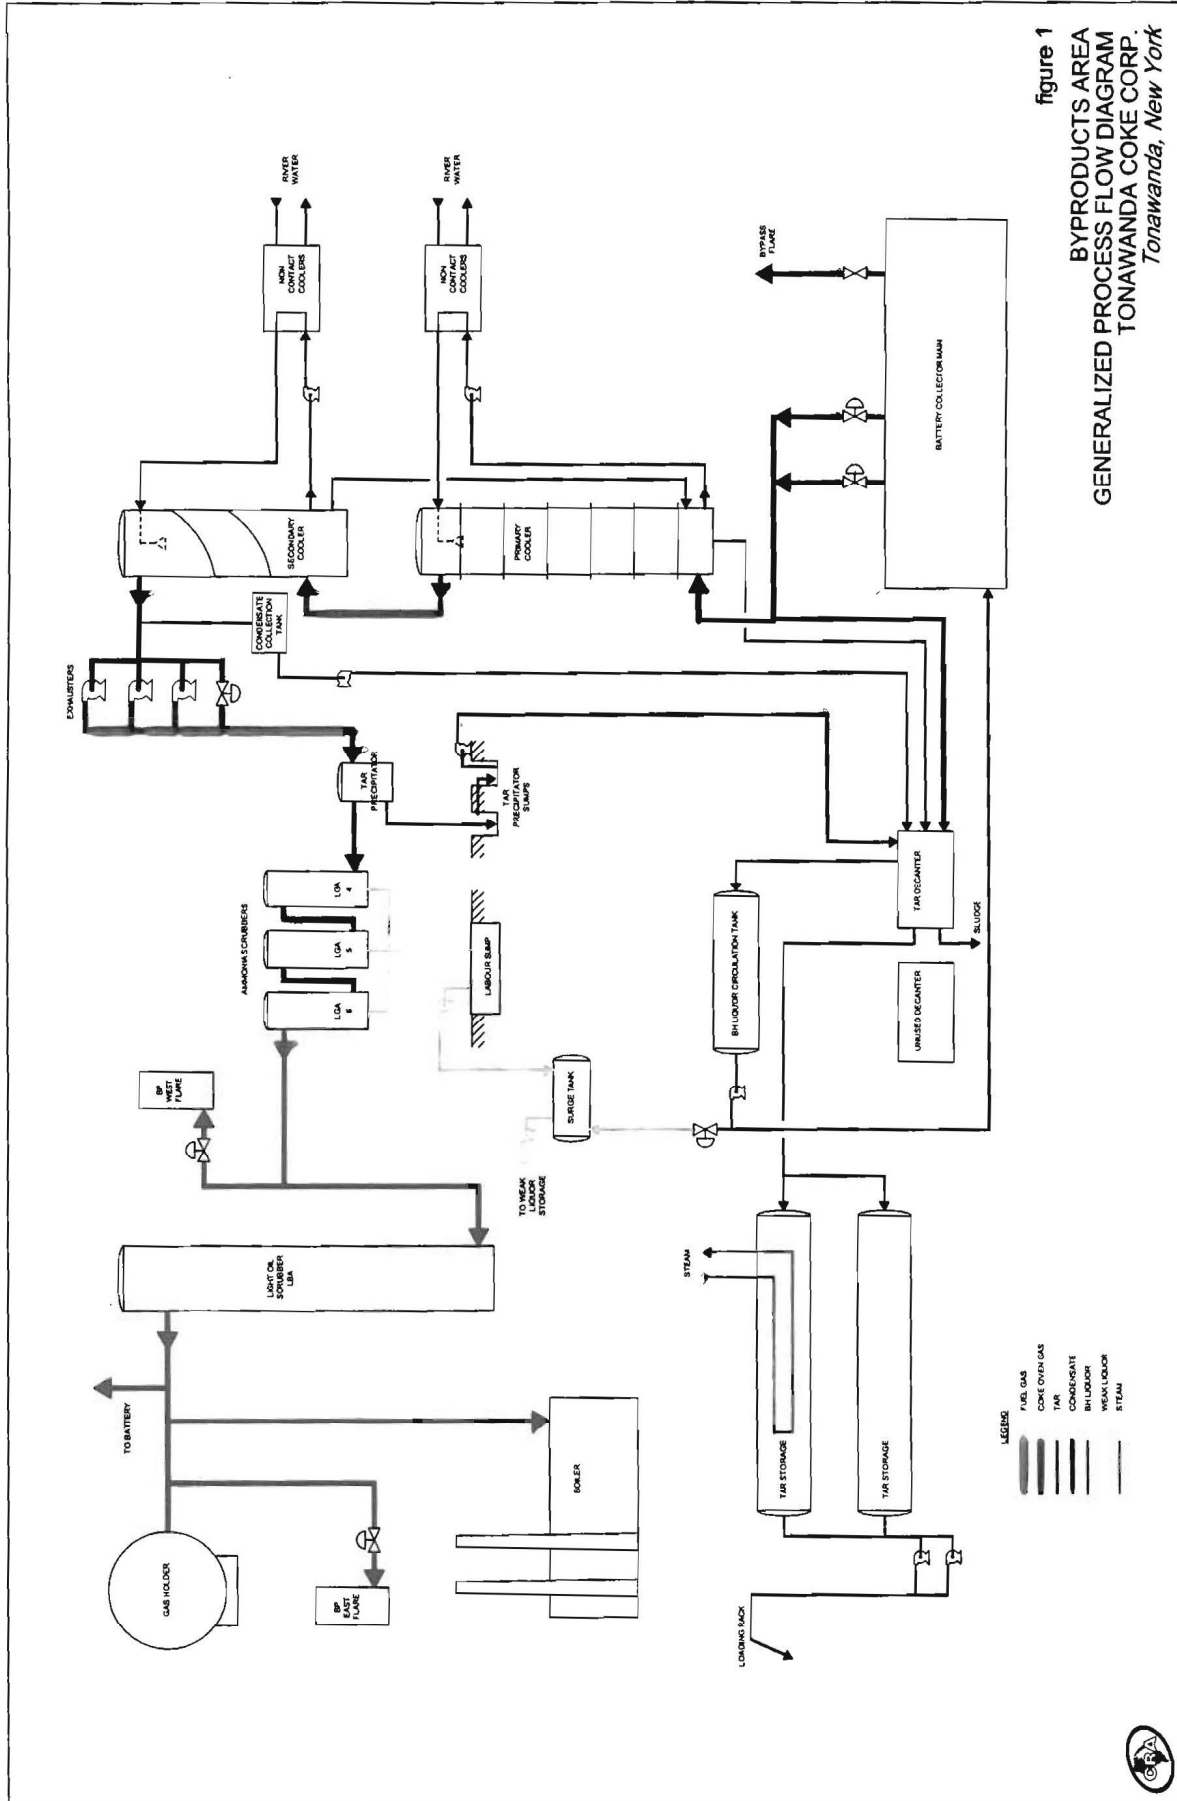 figure 1
BYPRODUCTS AREA
GENERALIZED PROCESS FLOW DIAGRAM
TONAWANDA COKE CORP.
Tonawanda, New York
RIVER
WATER
RIVER
WATER
NON
CONTACT
COOLERS
NON
CONTACT
COOLERS
BYPASS
FLARE
BATTERY COLLECTOR MAIN
SECONDARY
COOLER
PRIMARY
COOLER
CONDENSATE
COLLECTION
TANK
EXHAUSTERS
TAR
PRECIPITATOR
TAR
PRECIPITATOR
SUMPS
AMMONIA SCRUBBERS
LGA
4
LGA
5
LGA
6
LABOUR SUMP
BH LIQUOR CIRCULATION TANK
TAR DECANTER
SLUDGE
UNUSED DECANTER
SURGE TANK
TO WEAK
LIQUOR
STORAGE
BP
WEST
FLARE
LIGHT OIL
SCRUBBER
LBA
STEAM
TO BATTERY
TAR STORAGE
TAR STORAGE
BOILER
GAS HOLDER
BP
EAST
FLARE
LOADING RACK
LEGEND
FUEL GAS
COKE OVEN GAS
TAR
CONDENSATE
BH LIQUOR
WEAK LIQUOR
STEAM
CRA